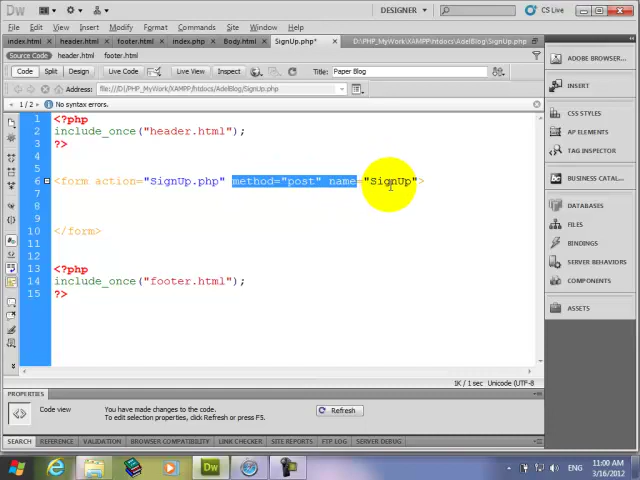 Dw
DESIGNER
CS Live
File Edit View Insert Modify Format Commands Site Window Help
index.html × header.html × footer.html × index.php × Body.html × SignUp.php* × D:\PHP_MyWork\XAMPP\htdocs\AdelBlog\SignUp.php
Source Code header.html footer.html
Code Split Design Live Code Live View Inspect Title: Paper Blog
1 / 2 No syntax errors.
Address: file:///D|/PHP_MyWork/XAMPP/htdocs/AdelBlog/SignUp.php
1 <?php
2 include_once("header.html");
3 ?>
4
5
6 <form action="SignUp.php" method="post" name="SignUp">
7
8
9
10 </form>
11
12
13 <?php
14 include_once("footer.html");
15 ?>
1K / 1 sec Unicode (UTF-8
PROPERTIES
Code view
You have made changes to the code.
To edit selection properties, click Refresh or press F5.
Refresh
SEARCH REFERENCE VALIDATION BROWSER COMPATIBILITY LINK CHECKER SITE REPORTS FTP LOG SERVER DEBUG
ADOBE BROWSER...
INSERT
CSS STYLES
AP ELEMENTS
TAG INSPECTOR
BUSINESS CATAL...
DATABASES
FILES
BINDINGS
SERVER BEHAVIORS
COMPONENTS
ASSETS
Dw
ENG
11:00 AM
3/16/2012